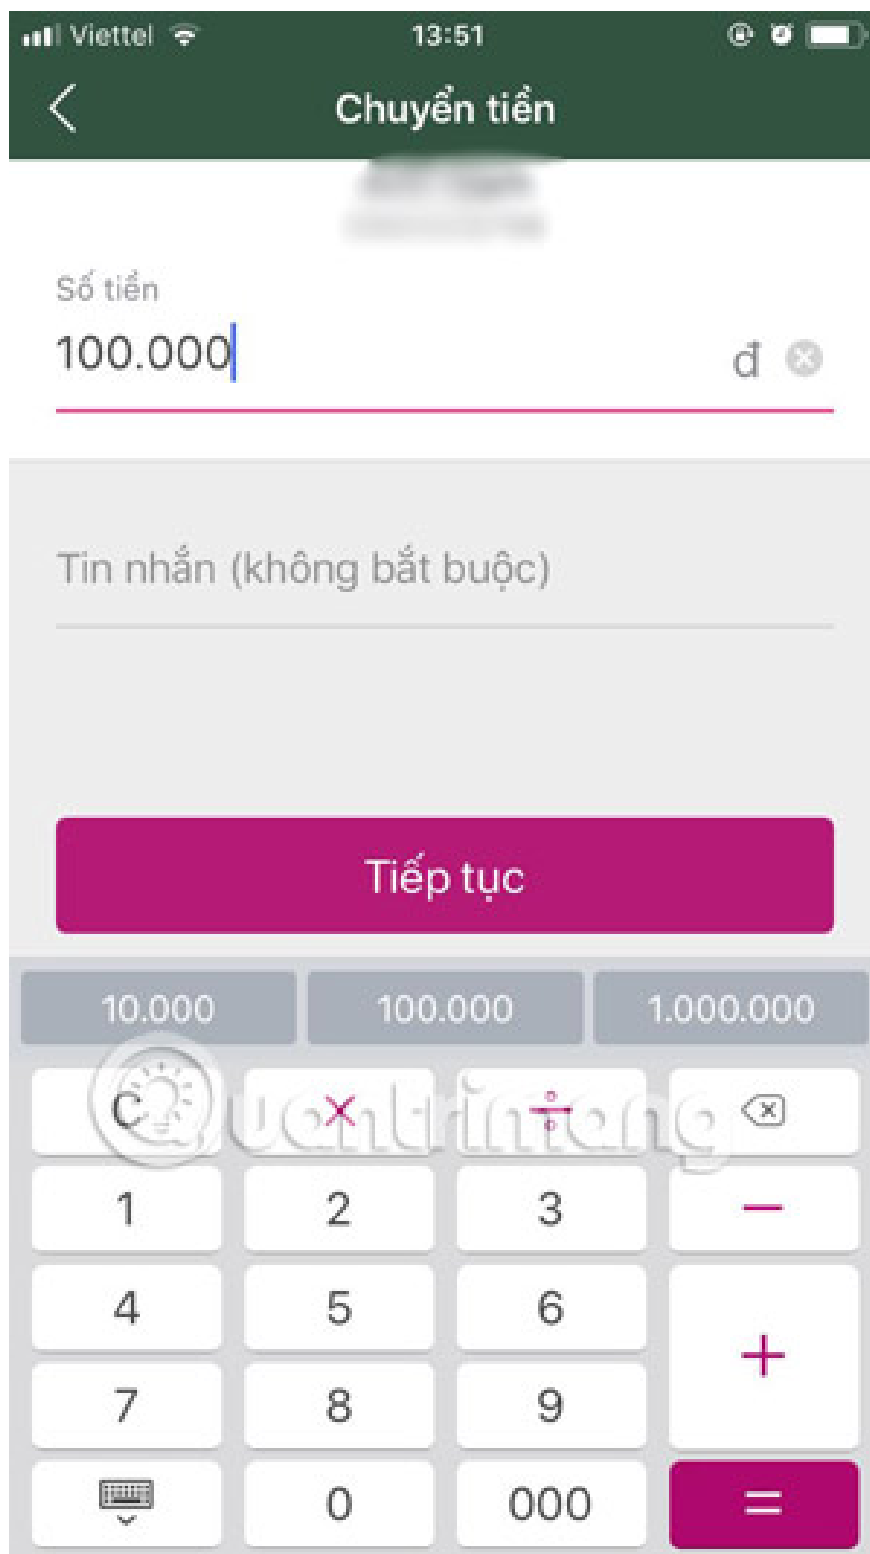 Viettel 13:51
Chuyển tiền
Số tiền
100.000 đ
Tin nhắn (không bắt buộc)
Tiếp tục
10.000 100.000 1.000.000
C × ÷
Quantrimang
1 2 3 −
4 5 6
+
7 8 9
0 000 =